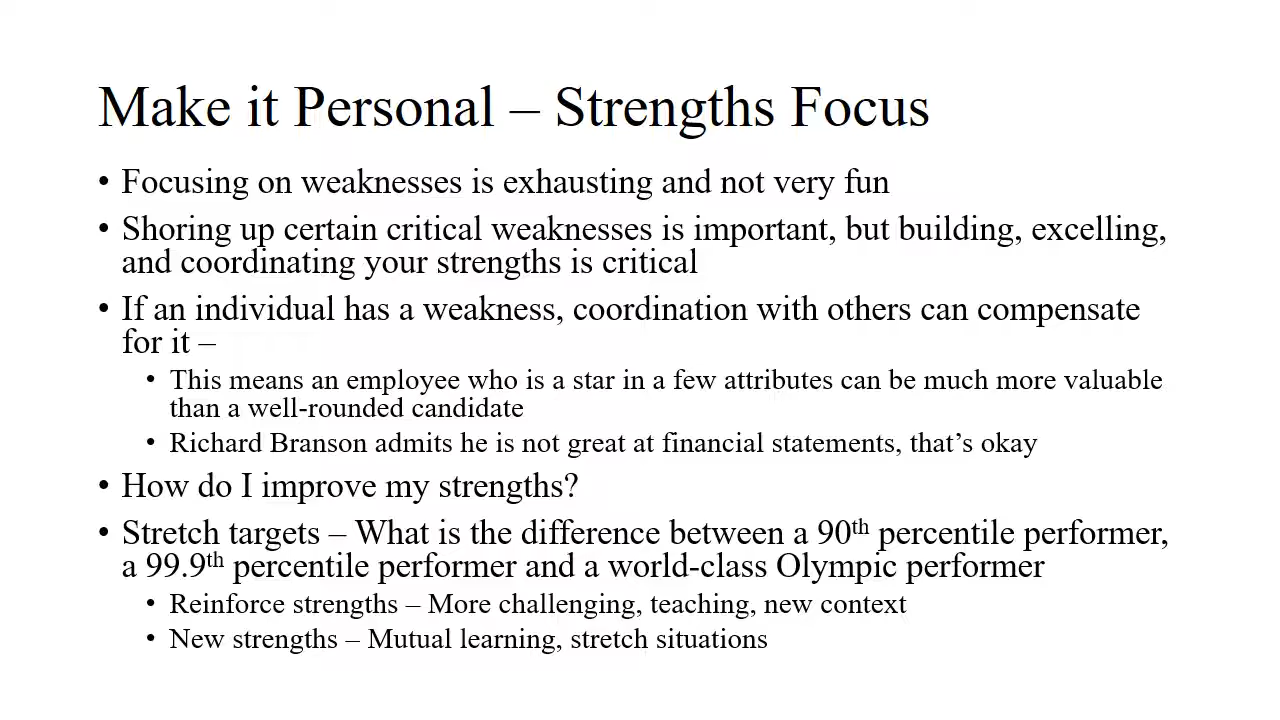 Make it Personal – Strengths Focus
• Focusing on weaknesses is exhausting and not very fun
• Shoring up certain critical weaknesses is important, but building, excelling,
and coordinating your strengths is critical
• If an individual has a weakness, coordination with others can compensate
for it –
• This means an employee who is a star in a few attributes can be much more valuable
than a well-rounded candidate
• Richard Branson admits he is not great at financial statements, that’s okay
• How do I improve my strengths?
• Stretch targets – What is the difference between a 90th percentile performer,
a 99.9th percentile performer and a world-class Olympic performer
• Reinforce strengths – More challenging, teaching, new context
• New strengths – Mutual learning, stretch situations